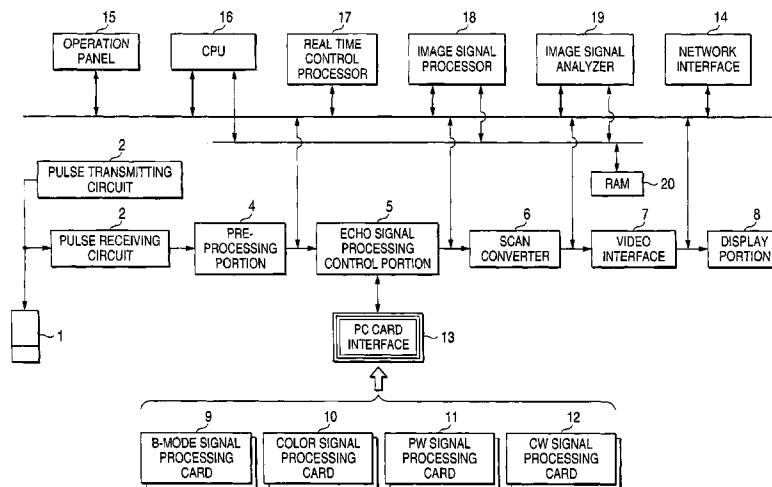 15
16
17
18
19
14
OPERATION
PANEL
CPU
REAL TIME
CONTROL
PROCESSOR
IMAGE SIGNAL
PROCESSOR
IMAGE SIGNAL
ANALYZER
NETWORK
INTERFACE
2
PULSE TRANSMITTING
CIRCUIT
RAM
20
2
4
5
6
7
8
PULSE RECEIVING
CIRCUIT
PRE-
PROCESSING
PORTION
ECHO SIGNAL
PROCESSING
CONTROL PORTION
SCAN
CONVERTER
VIDEO
INTERFACE
DISPLAY
PORTION
1
PC CARD
INTERFACE
13
9
10
11
12
B-MODE SIGNAL
PROCESSING
CARD
COLOR SIGNAL
PROCESSING
CARD
PW SIGNAL
PROCESSING
CARD
CW SIGNAL
PROCESSING
CARD